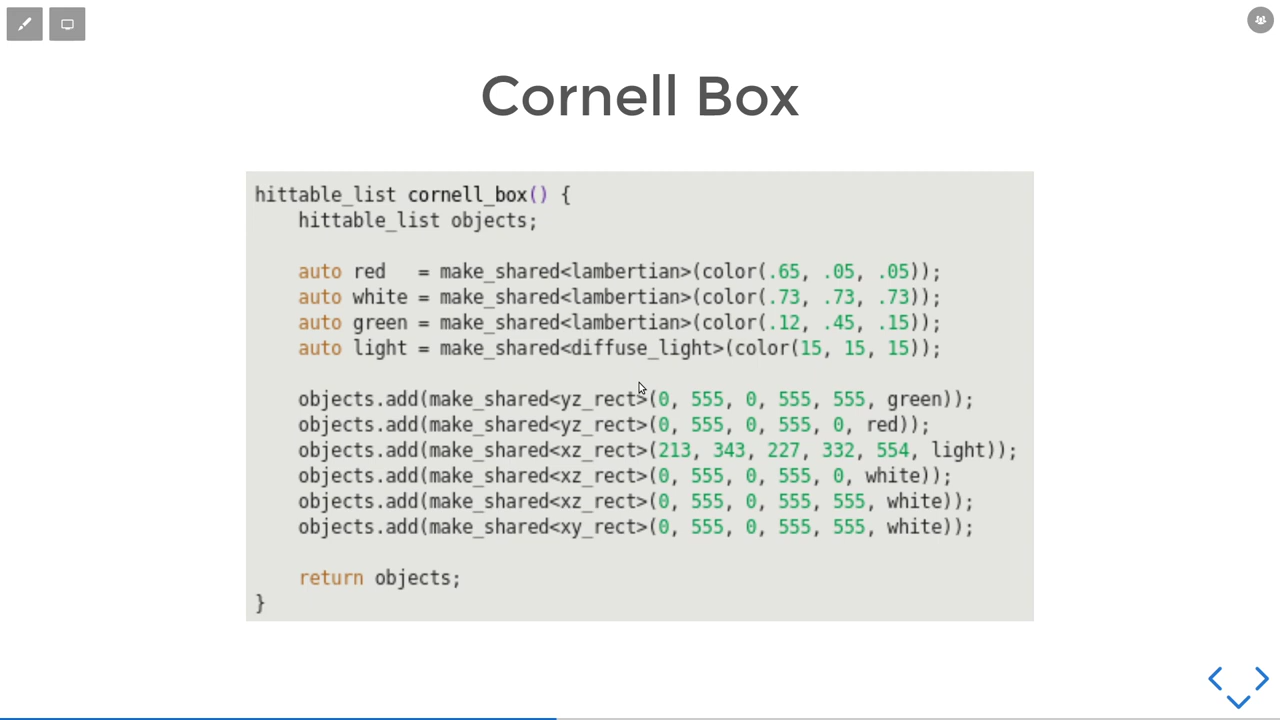 Cornell Box
hittable_list cornell_box() {
    hittable_list objects;

    auto red   = make_shared<lambertian>(color(.65, .05, .05));
    auto white = make_shared<lambertian>(color(.73, .73, .73));
    auto green = make_shared<lambertian>(color(.12, .45, .15));
    auto light = make_shared<diffuse_light>(color(15, 15, 15));

    objects.add(make_shared<yz_rect>(0, 555, 0, 555, 555, green));
    objects.add(make_shared<yz_rect>(0, 555, 0, 555, 0, red));
    objects.add(make_shared<xz_rect>(213, 343, 227, 332, 554, light));
    objects.add(make_shared<xz_rect>(0, 555, 0, 555, 0, white));
    objects.add(make_shared<xz_rect>(0, 555, 0, 555, 555, white));
    objects.add(make_shared<xy_rect>(0, 555, 0, 555, 555, white));

    return objects;
}